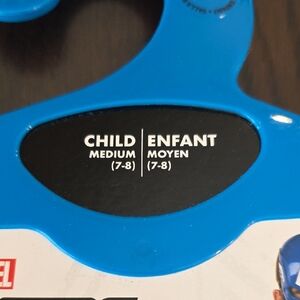 CHILD | ENFANT
MEDIUM | MOYEN
(7-8) | (7-8)